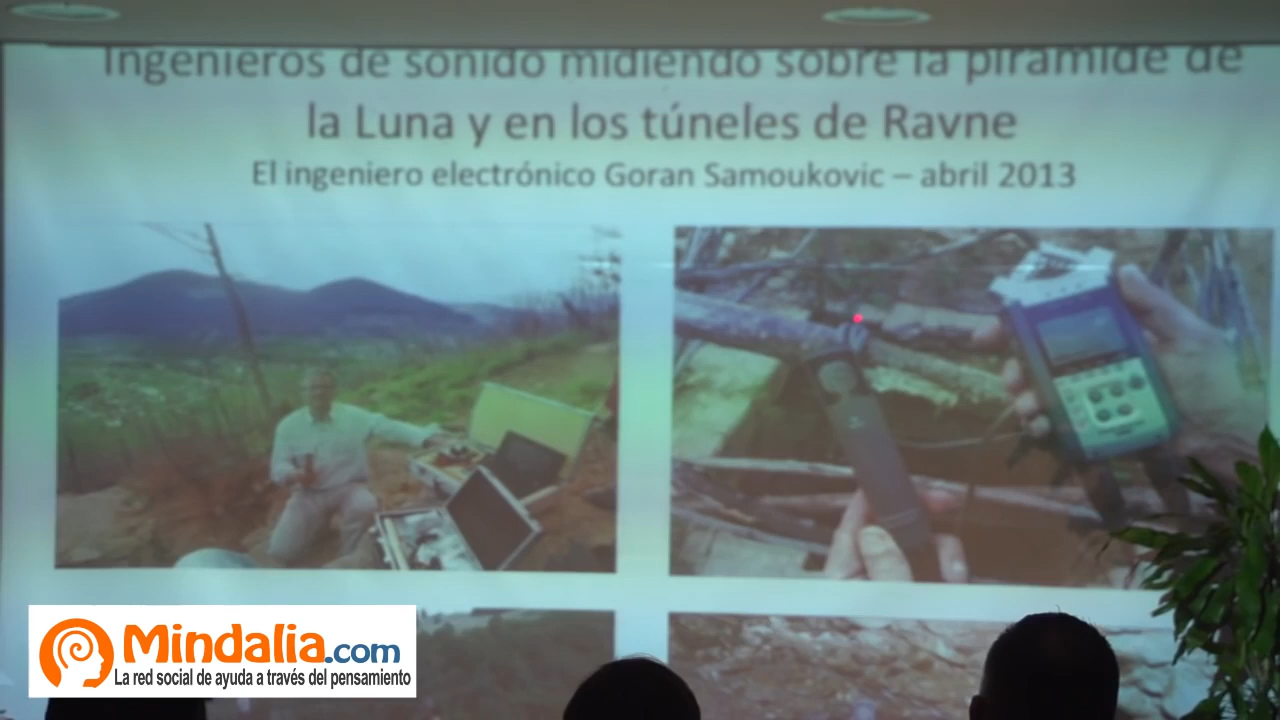 Ingenieros de sonido midiendo sobre la pirámide de
la Luna y en los túneles de Ravne
El ingeniero electrónico Goran Samoukovic – abril 2013
Mindalia.com
La red social de ayuda a través del pensamiento